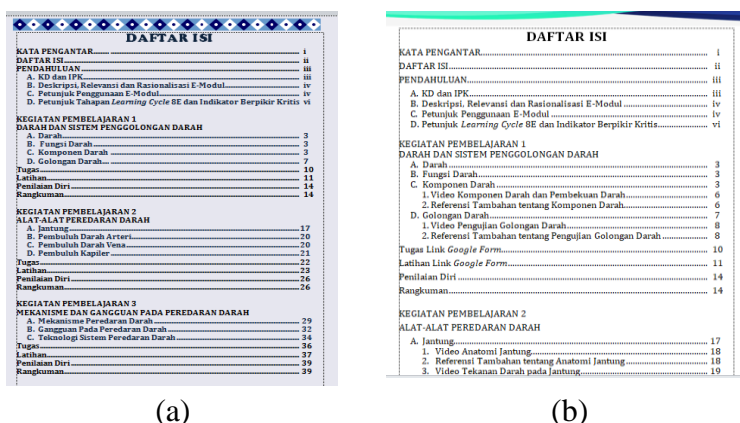 DAFTAR ISI
KATA PENGANTAR...... ........................................ i
DAFTAR ISI........................................ ii
PENDAHULUAN........................................ iii
A. KD dan IPK........................................ iii
B. Deskripsi, Relevansi dan Rasionalisasi E-Modul........................ iv
C. Petunjuk Penggunaan E-Modul........................ iv
D. Petunjuk Tahapan Learning Cycle 8E dan Indikator Berpikir Kritis vi
KEGIATAN PEMBELAJARAN 1
DARAH DAN SISTEM PENGGOLONGAN DARAH
A. Darah........................................ 3
B. Fungsi Darah........................................ 3
C. Komponen Darah ........................................ 3
D. Golongan Darah... ........................................ 7
Tugas........................................ 10
Latihan........................................ 11
Penilaian Diri ........................................ 14
Rangkuman........................................ 14
KEGIATAN PEMBELAJARAN 2
ALAT-ALAT PEREDARAN DARAH
A. Jantung........................................ 17
B. Pembuluh Darah Arteri........................................ 20
C. Pembuluh Darah Vena ........................................ 20
D. Pembuluh Kapiler ........................................ 21
Tugas........................................ 22
Latihan........................................ 23
Penilaian Diri ........................................ 26
Rangkuman........................................ 26
KEGIATAN PEMBELAJARAN 3
MEKANISME DAN GANGGUAN PADA PEREDARAN DARAH
A. Mekanisme Peredaran Darah........................ 29
B. Gangguan Pada Peredaran Darah ........................ 32
C. Teknologi Sistem Peredaran Darah ........................ 34
Tugas........................................ 36
Latihan........................................ 37
Penilaian Diri ........................................ 39
Rangkuman........................................ 39
(a)
DAFTAR ISI
KATA PENGANTAR........................................ i
DAFTAR ISI........................................ ii
PENDAHULUAN........................................ iii
A. KD dan IPK........................................ iii
B. Deskripsi, Relevansi dan Rasionalisasi E-Modul ........................ iv
C. Petunjuk Penggunaan E-Modul ........................ iv
D. Petunjuk Learning Cycle 8E dan Indikator Berpikir Kritis............ vi
KEGIATAN PEMBELAJARAN 1
DARAH DAN SISTEM PENGGOLONGAN DARAH
A. Darah ........................................ 3
B. Fungsi Darah........................................ 3
C. Komponen Darah ........................................ 3
1. Video Komponen Darah dan Pembekuan Darah........................ 6
2. Referensi Tambahan tentang Komponen Darah........................ 6
D. Golongan Darah........................................ 7
1. Video Pengujian Golongan Darah........................ 8
2. Referensi Tambahan tentang Pengujian Golongan Darah ............ 8
Tugas Link Google Form........................................ 10
Latihan Link Google Form........................................ 11
Penilaian Diri ........................................ 14
Rangkuman........................................ 14
KEGIATAN PEMBELAJARAN 2
ALAT-ALAT PEREDARAN DARAH
A. Jantung........................................ 17
1. Video Anatomi Jantung........................ 18
2. Referensi Tambahan tentang Anatomi Jantung ........................ 18
3. Video Tekanan Darah pada Jantung........................ 19
(b)